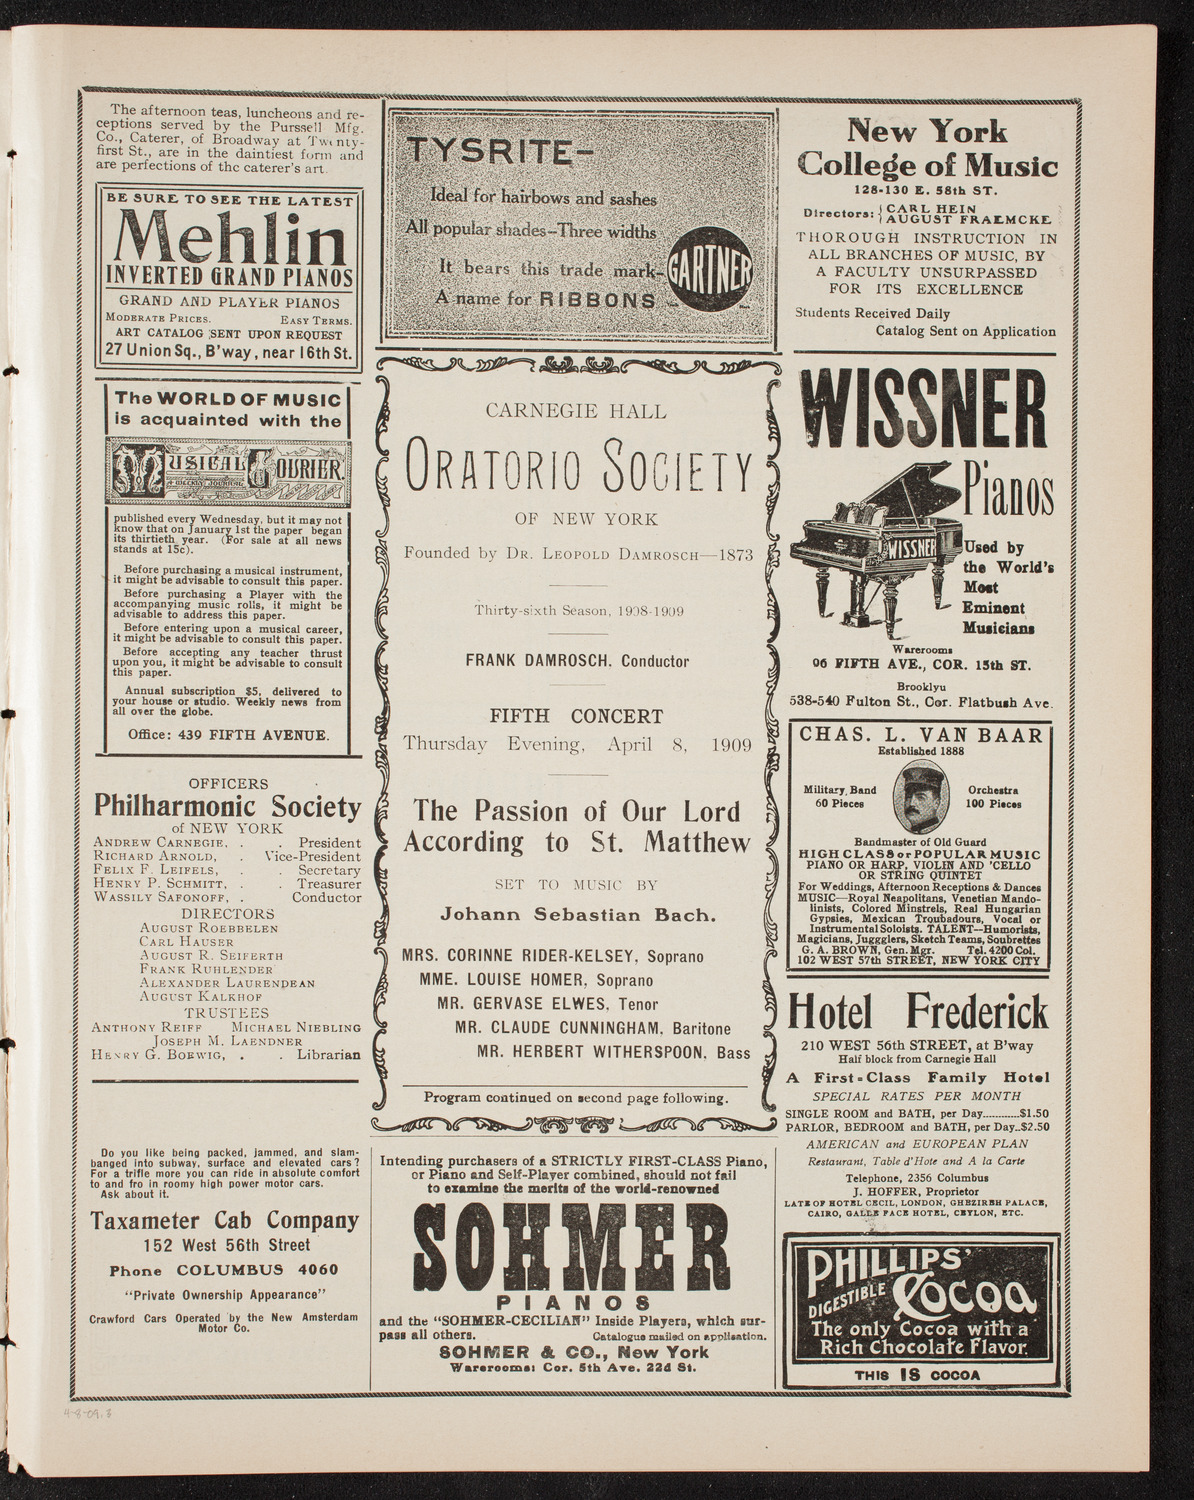 The afternoon teas, luncheons and re-
ceptions served by the Purssell Mfg.
Co., Caterer, of Broadway at Twenty-
first St., are in the daintiest form and
are perfections of the caterer's art.
BE SURE TO SEE THE LATEST
Mehlin
INVERTED GRAND PIANOS
GRAND AND PLAYER PIANOS
MODERATE PRICES. EASY TERMS.
ART CATALOG SENT UPON REQUEST
27 Union Sq., B'way, near 16th St.
The WORLD OF MUSIC
is acquainted with the
MUSICAL COURIER
A WEEKLY JOURNAL
published every Wednesday, but it may not
know that on January 1st the paper began
its thirtieth year. (For sale at all news
stands at 15c).
Before purchasing a musical instrument,
it might be advisable to consult this paper.
Before purchasing a Player with the
accompanying music rolls, it might be
advisable to address this paper.
Before entering upon a musical career,
it might be advisable to consult this paper.
Before accepting any teacher thrust
upon you, it might be advisable to consult
this paper.
Annual subscription $5, delivered to
your house or studio. Weekly news from
all over the globe.
Office: 439 FIFTH AVENUE.
OFFICERS
Philharmonic Society
of NEW YORK
ANDREW CARNEGIE, . . President
RICHARD ARNOLD, . Vice-President
FELIX F. LEIFELS, . . Secretary
HENRY P. SCHMITT, . . Treasurer
WASSILY SAFONOFF, . Conductor
DIRECTORS
AUGUST ROEBBELEN
CARL HAUSER
AUGUST R. SEIFERTH
FRANK RUHLENDER
ALEXANDER LAURENDEAN
AUGUST KALKHOF
TRUSTEES
ANTHONY REIFF MICHAEL NIEBLING
JOSEPH M. LAENDNER
HENRY G. BOEWIG, . . Librarian
Do you like being packed, jammed, and slam-
banged into subway, surface and elevated cars?
For a trifle more you can ride in absolute comfort
to and fro in roomy high power motor cars.
Ask about it.
Taxameter Cab Company
152 West 56th Street
Phone COLUMBUS 4060
"Private Ownership Appearance"
Crawford Cars Operated by the New Amsterdam
Motor Co.
TYSRITE-
Ideal for hairbows and sashes
All popular shades—Three widths
It bears this trade mark-
A name for RIBBONS
GARTNER
CARNEGIE HALL
ORATORIO SOCIETY
OF NEW YORK
Founded by DR. LEOPOLD DAMROSCH—1873
Thirty-sixth Season, 1908-1909
FRANK DAMROSCH, Conductor
FIFTH CONCERT
Thursday Evening, April 8, 1909
The Passion of Our Lord
According to St. Matthew
SET TO MUSIC BY
Johann Sebastian Bach.
MRS. CORINNE RIDER-KELSEY, Soprano
MME. LOUISE HOMER, Soprano
MR. GERVASE ELWES, Tenor
MR. CLAUDE CUNNINGHAM, Baritone
MR. HERBERT WITHERSPOON, Bass
Program continued on second page following.
Intending purchasers of a STRICTLY FIRST-CLASS Piano,
or Piano and Self-Player combined, should not fail
to examine the merits of the world-renowned
SOHMER
PIANOS
and the "SOHMER-CECILIAN" Inside Players, which sur-
pass all others. Catalogue mailed on application.
SOHMER & CO., New York
Warerooms: Cor. 5th Ave. 22d St.
New York
College of Music
128-130 E. 58th ST.
Directors: { CARL HEIN
AUGUST FRAEMCKE
THOROUGH INSTRUCTION IN
ALL BRANCHES OF MUSIC, BY
A FACULTY UNSURPASSED
FOR ITS EXCELLENCE
Students Received Daily
Catalog Sent on Application
WISSNER
Pianos
WISSNER
Used by
the World's
Most
Eminent
Musicians
Warerooms
96 FIFTH AVE., COR. 15th ST.
Brooklyn
538-540 Fulton St., Cor. Flatbush Ave.
CHAS. L. VAN BAAR
Established 1888
Military Band
60 Pieces
Orchestra
100 Pieces
Bandmaster of Old Guard
HIGH CLASS or POPULAR MUSIC
PIANO OR HARP, VIOLIN AND 'CELLO
OR STRING QUINTET
For Weddings, Afternoon Receptions & Dances
MUSIC—Royal Neapolitans, Venetian Mando-
linists, Colored Minstrels, Real Hungarian
Gypsies, Mexican Troubadours, Vocal or
Instrumental Soloists. TALENT—Humorists,
Magicians, Juggglers, Sketch Teams, Soubrettes
G. A. BROWN, Gen. Mgr. Tel. 4200 Col.
102 WEST 57th STREET, NEW YORK CITY
Hotel Frederick
210 WEST 56th STREET, at B'way
Half block from Carnegie Hall
A First-Class Family Hotel
SPECIAL RATES PER MONTH
SINGLE ROOM and BATH, per Day............$1.50
PARLOR, BEDROOM and BATH, per Day..$2.50
AMERICAN and EUROPEAN PLAN
Restaurant, Table d'Hote and A la Carte
Telephone, 2356 Columbus
J. HOFFER, Proprietor
LATE OF HOTEL CECIL, LONDON, GHEZIREH PALACE,
CAIRO, GALLE FACE HOTEL, CEYLON, ETC.
PHILLIPS'
DIGESTIBLE Cocoa
The only Cocoa with a
Rich Chocolate Flavor.
THIS IS COCOA
4-8-09.3